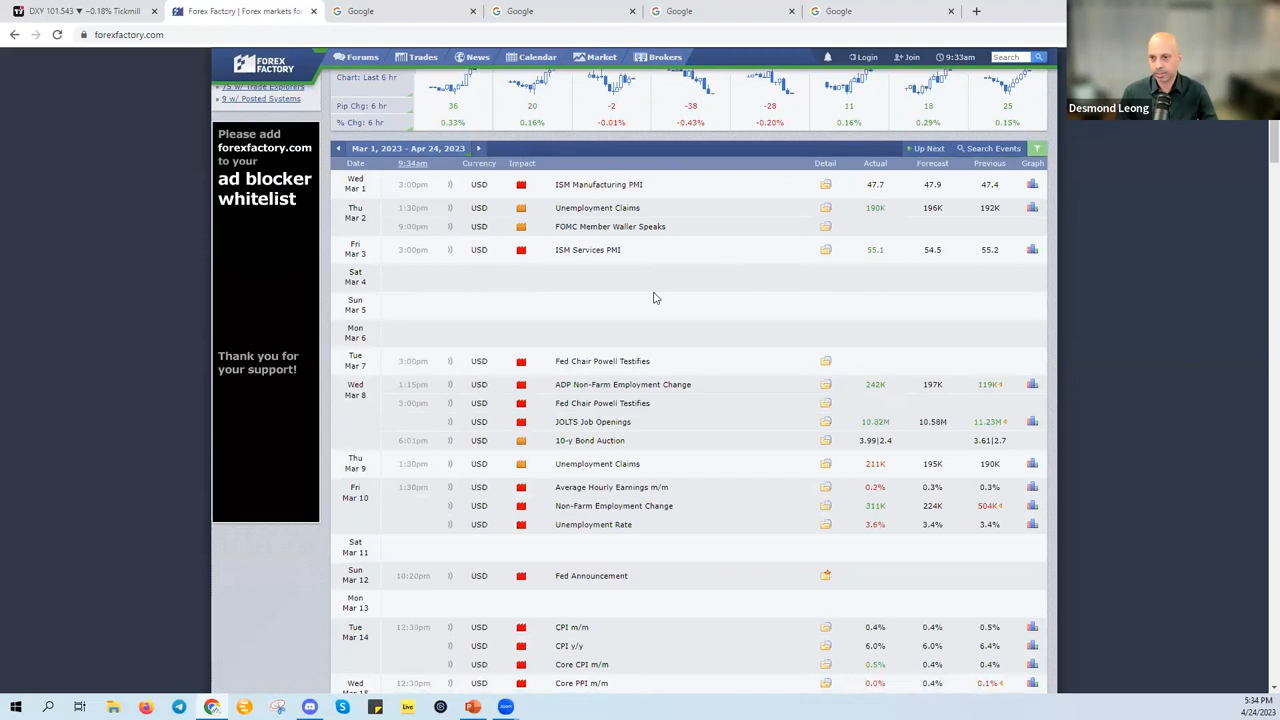 DXY 101.543 ▼ −0.18% Tickmill
Forex Factory | Forex markets fo
Google
Google
Google
Google
forexfactory.com
FOREX
FACTORY
Forums
Trades
News
Calendar
Market
Brokers
Login
Join
9:33am
Search
75 w/ Trade Explorers
9 w/ Posted Systems
Please add
forexfactory.com
to your
ad blocker
whitelist
Thank you for
your support!
Chart: Last 6 hr
Pip Chg: 6 hr 36 20 -2 -38 -28 11 18 25
% Chg: 6 hr 0.33% 0.16% -0.01% -0.43% -0.20% 0.16% 0.29% 0.15%
Mar 1, 2023 - Apr 24, 2023 Up Next Search Events
Date 9:34am Currency Impact Detail Actual Forecast Previous Graph
Wed
Mar 1 3:00pm USD ISM Manufacturing PMI 47.7 47.9 47.4
Thu
Mar 2 1:30pm USD Unemployment Claims 190K 196K 192K
9:00pm USD FOMC Member Waller Speaks
Fri
Mar 3 3:00pm USD ISM Services PMI 55.1 54.5 55.2
Sat
Mar 4
Sun
Mar 5
Mon
Mar 6
Tue
Mar 7 3:00pm USD Fed Chair Powell Testifies
Wed
Mar 8 1:15pm USD ADP Non-Farm Employment Change 242K 197K 119K
3:00pm USD Fed Chair Powell Testifies
USD JOLTS Job Openings 10.82M 10.58M 11.23M
6:01pm USD 10-y Bond Auction 3.99|2.4 3.61|2.7
Thu
Mar 9 1:30pm USD Unemployment Claims 211K 195K 190K
Fri
Mar 10 1:30pm USD Average Hourly Earnings m/m 0.2% 0.3% 0.3%
USD Non-Farm Employment Change 311K 224K 504K
USD Unemployment Rate 3.6% 3.4% 3.4%
Sat
Mar 11
Sun
Mar 12 10:20pm USD Fed Announcement
Mon
Mar 13
Tue
Mar 14 12:30pm USD CPI m/m 0.4% 0.4% 0.5%
USD CPI y/y 6.0% 6.0% 6.4%
USD Core CPI m/m 0.5% 0.4% 0.4%
Wed 12:30pm USD Core PPI m/m 0.0% 0.4% 0.1%
Desmond Leong
Live
zoom
5:34 PM
4/24/2023